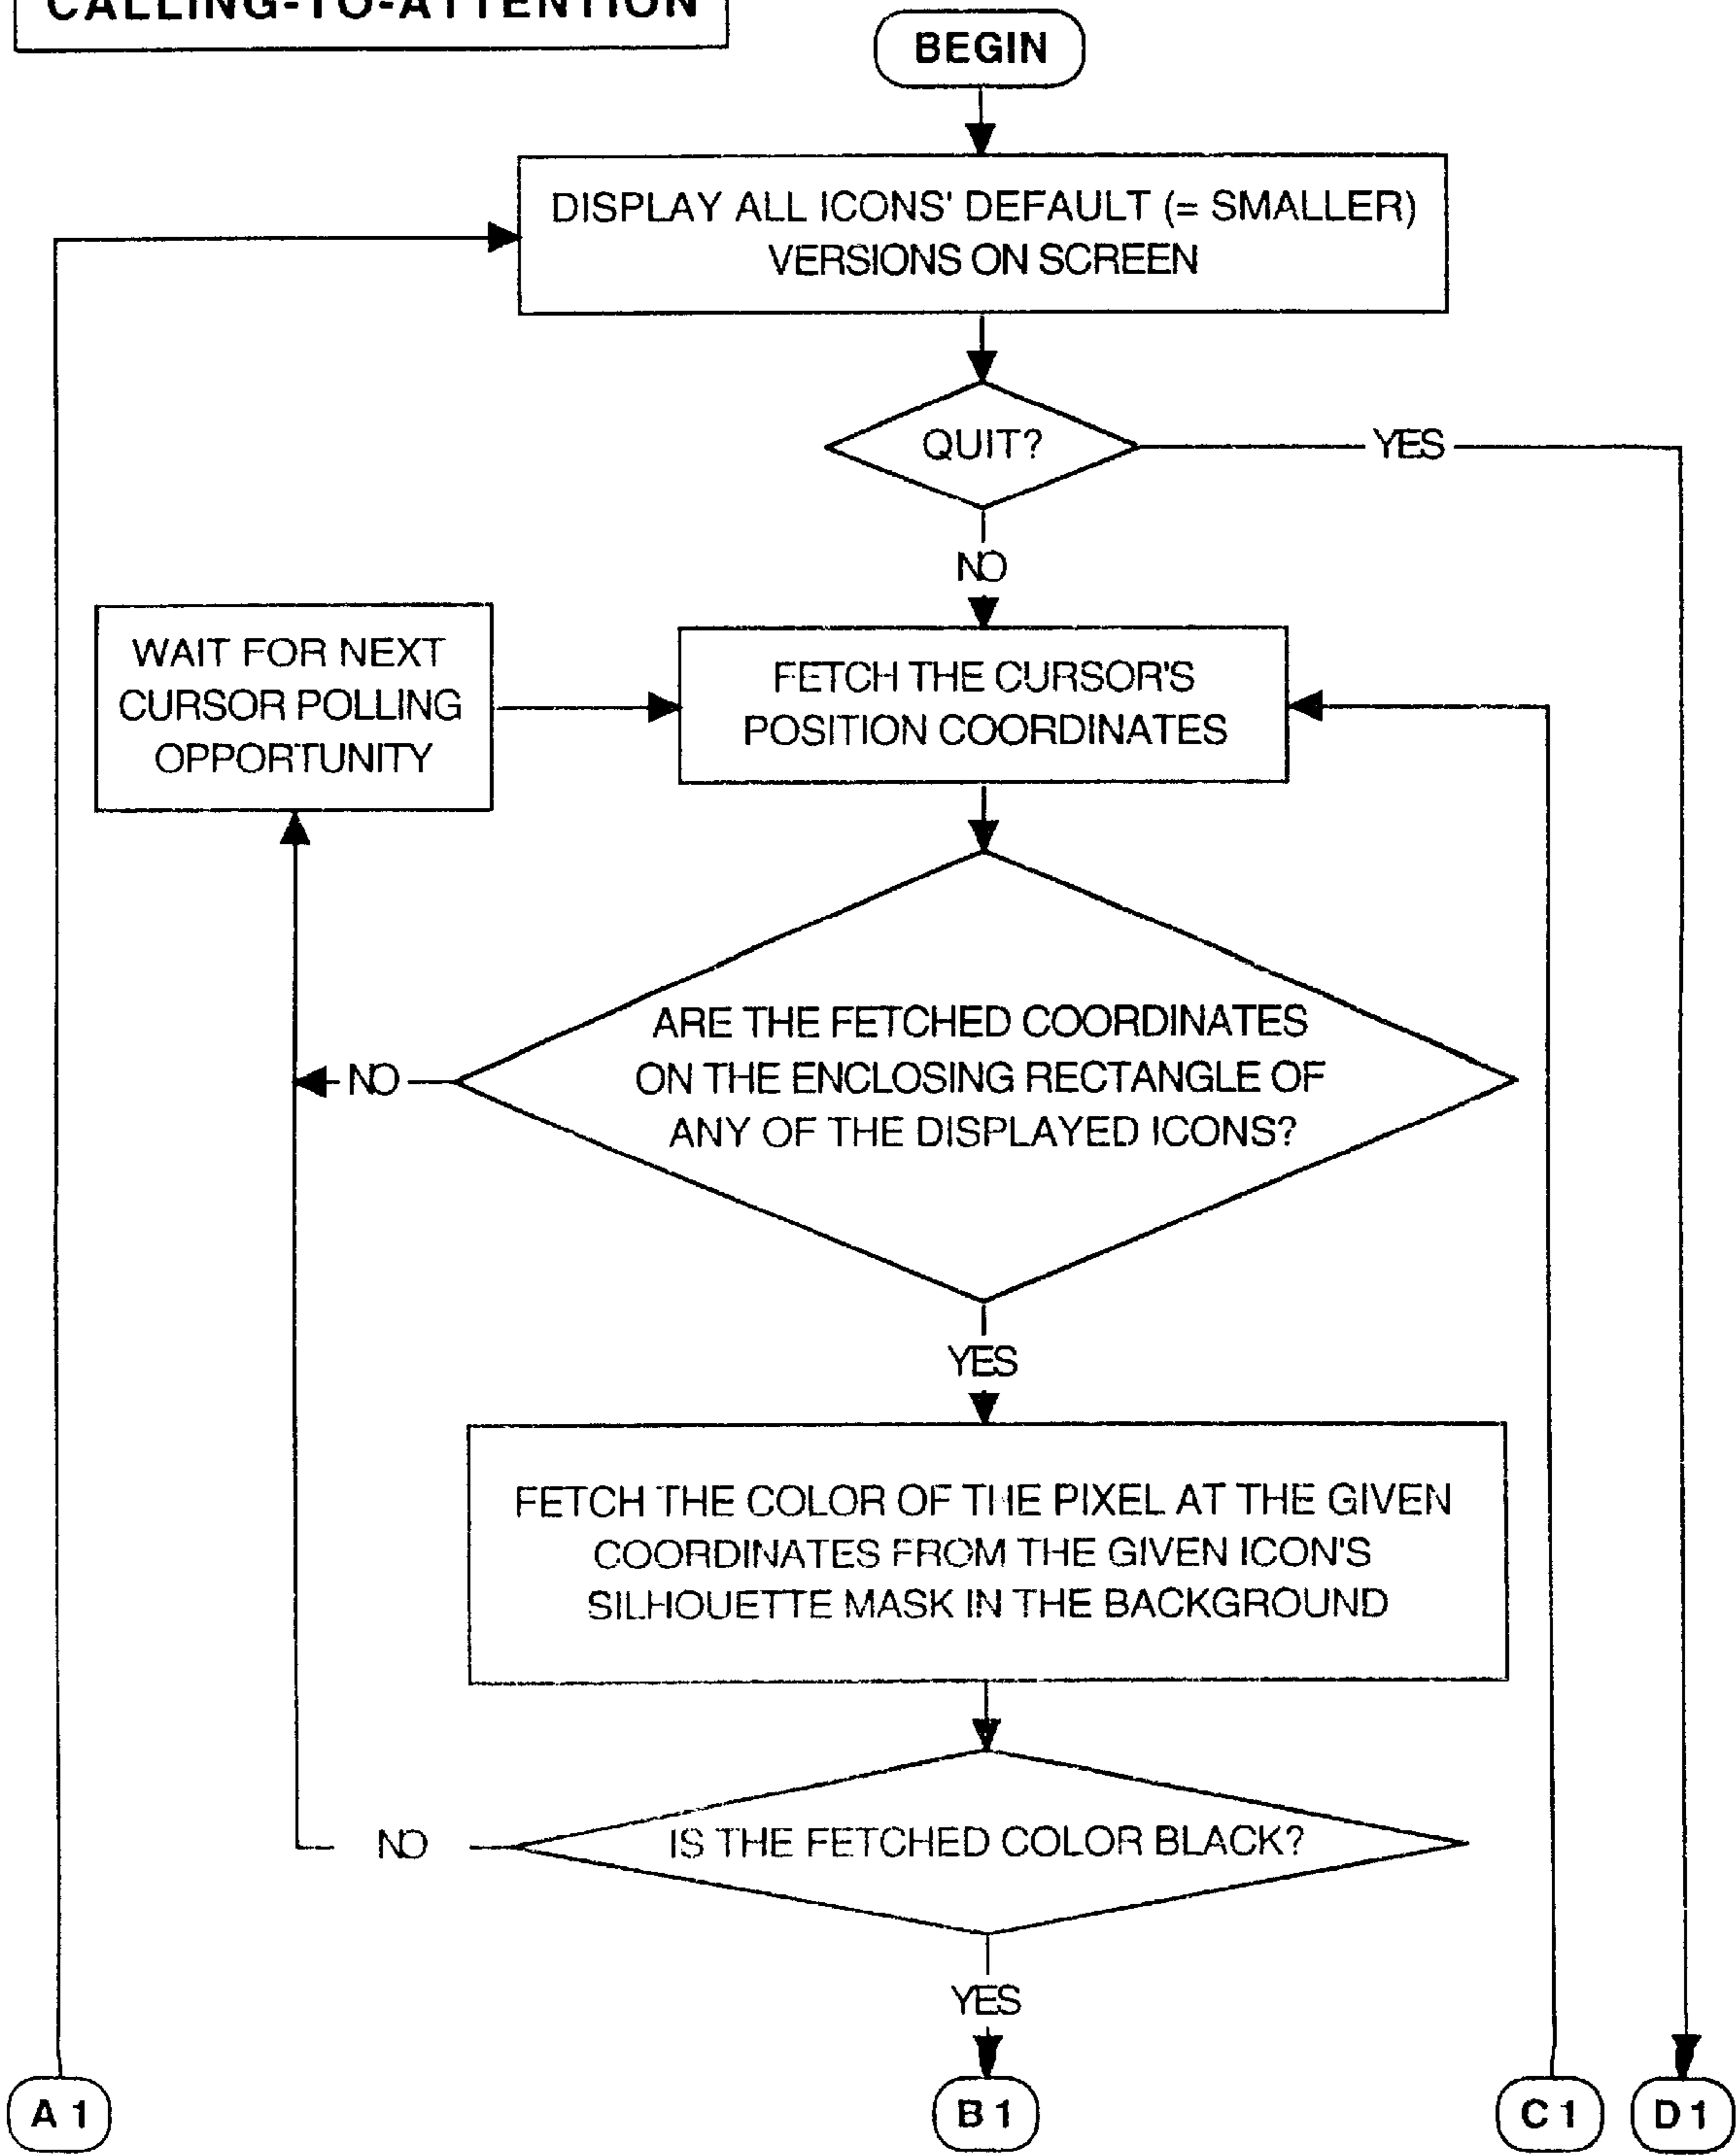 CALLING-TO-ATTENTION
BEGIN
DISPLAY ALL ICONS' DEFAULT (= SMALLER)
VERSIONS ON SCREEN
QUIT?
YES
NO
WAIT FOR NEXT
CURSOR POLLING
OPPORTUNITY
FETCH THE CURSOR'S
POSITION COORDINATES
ARE THE FETCHED COORDINATES
ON THE ENCLOSING RECTANGLE OF
ANY OF THE DISPLAYED ICONS?
NO
YES
FETCH THE COLOR OF THE PIXEL AT THE GIVEN
COORDINATES FROM THE GIVEN ICON'S
SILHOUETTE MASK IN THE BACKGROUND
IS THE FETCHED COLOR BLACK?
NO
YES
A 1
B 1
C 1
D 1